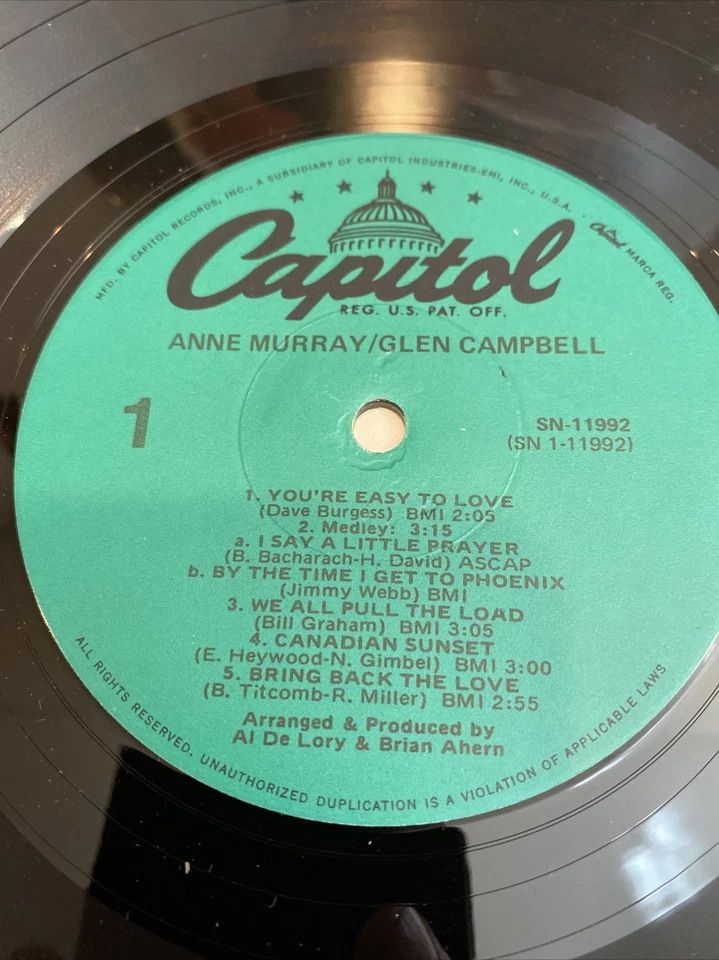 MFD. BY CAPITOL RECORDS, INC., A SUBSIDIARY OF CAPITOL INDUSTRIES-EMI, INC., U.S.A. . Capitol MARCA REG.
Capitol
REG. U.S. PAT. OFF.
ANNE MURRAY/GLEN CAMPBELL
1
SN-11992
(SN 1-11992)
1. YOU'RE EASY TO LOVE
(Dave Burgess) BMI 2:05
2. Medley: 3:15
a. I SAY A LITTLE PRAYER
(B. Bacharach-H. David) ASCAP
b. BY THE TIME I GET TO PHOENIX
(Jimmy Webb) BMI
3. WE ALL PULL THE LOAD
(Bill Graham) BMI 3:05
4. CANADIAN SUNSET
(E. Heywood-N. Gimbel) BMI 3:00
5. BRING BACK THE LOVE
(B. Titcomb-R. Miller) BMI 2:55
Arranged & Produced by
Al De Lory & Brian Ahern
ALL RIGHTS RESERVED. UNAUTHORIZED DUPLICATION IS A VIOLATION OF APPLICABLE LAWS